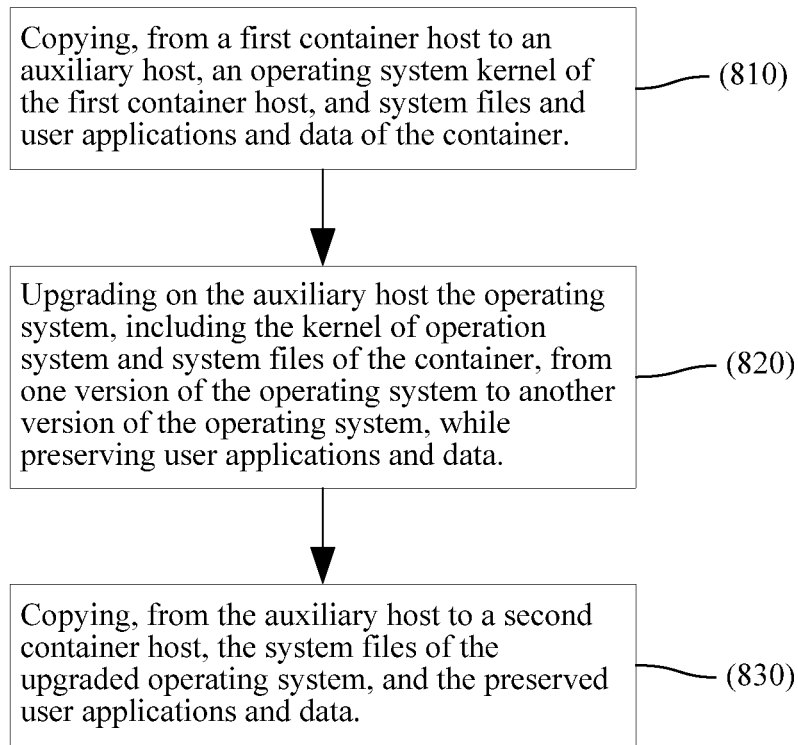 Copying, from a first container host to an
auxiliary host, an operating system kernel of
the first container host, and system files and
user applications and data of the container.
(810)
Upgrading on the auxiliary host the operating
system, including the kernel of operation
system and system files of the container, from
one version of the operating system to another
version of the operating system, while
preserving user applications and data.
(820)
Copying, from the auxiliary host to a second
container host, the system files of the
upgraded operating system, and the preserved
user applications and data.
(830)